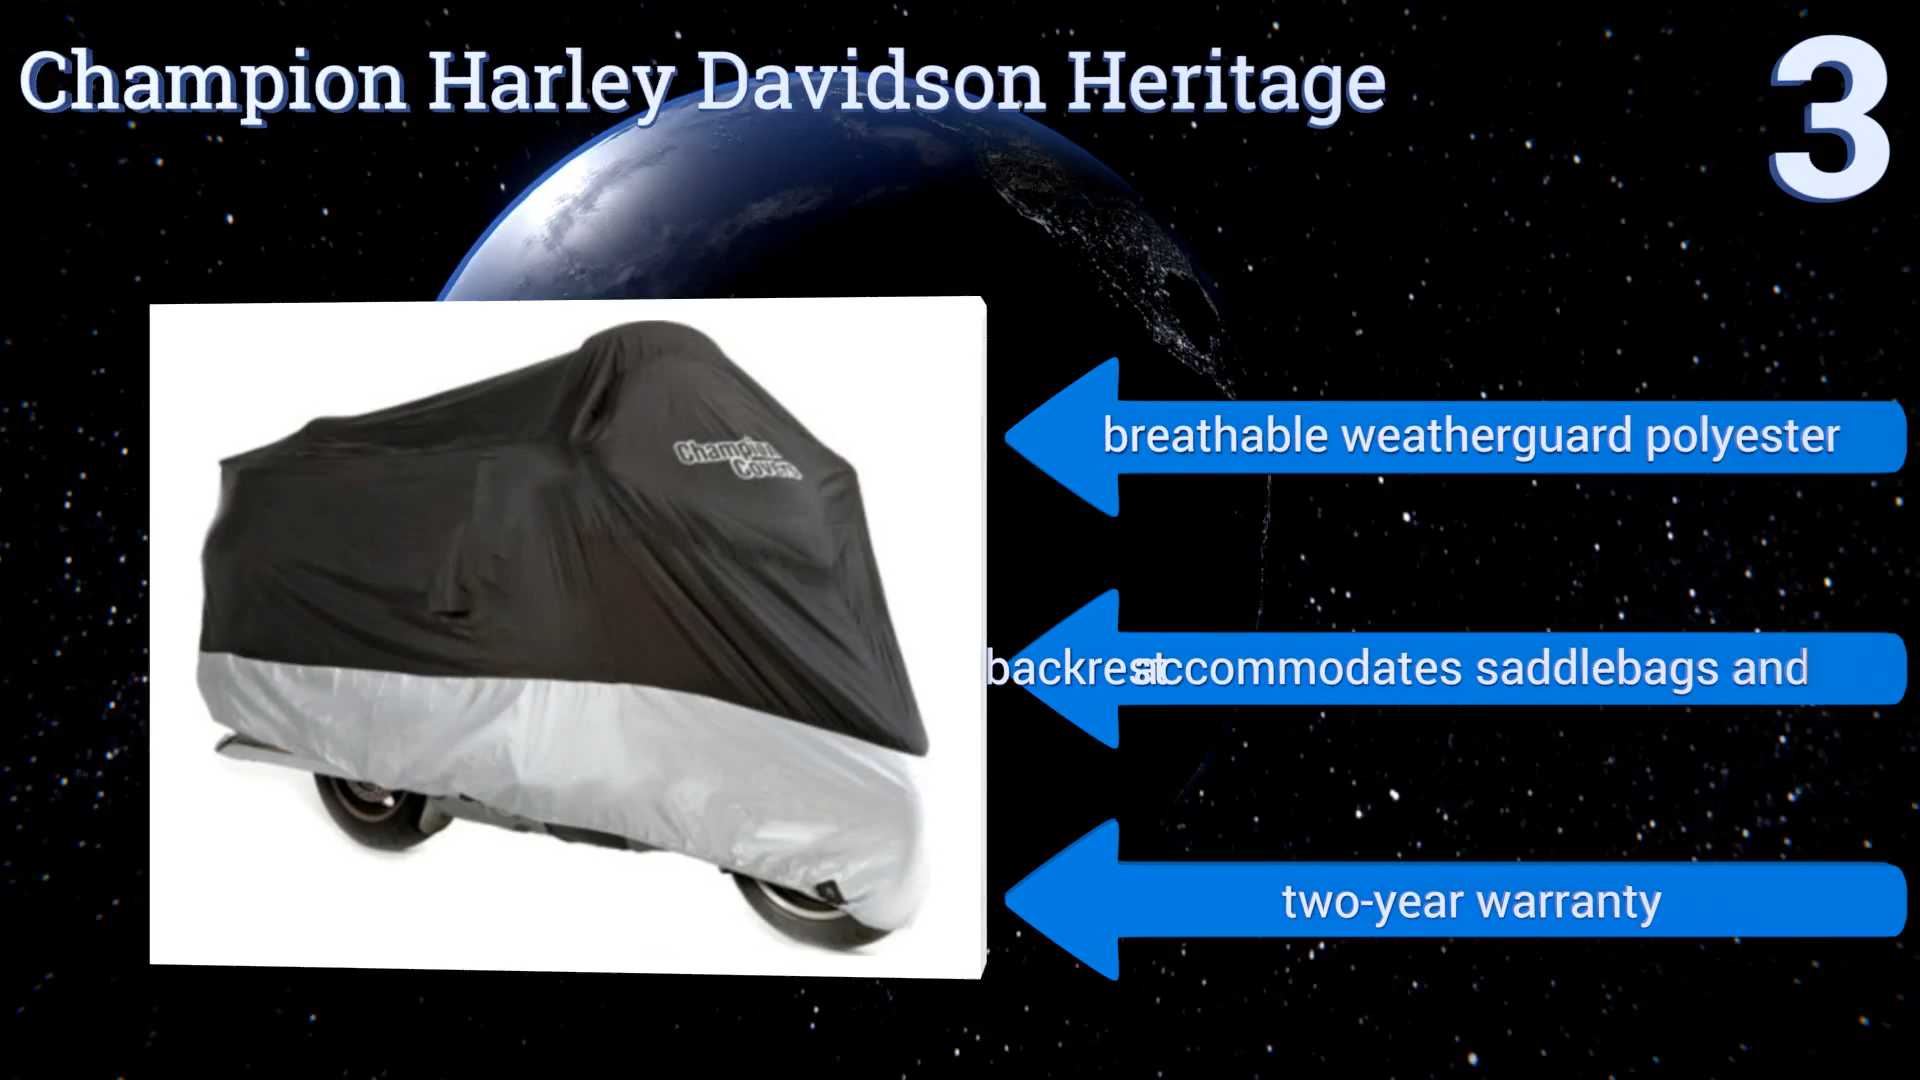 Champion Harley Davidson Heritage
3
Champion
Covers
breathable weatherguard polyester
accommodates saddlebags and
backrest
two-year warranty